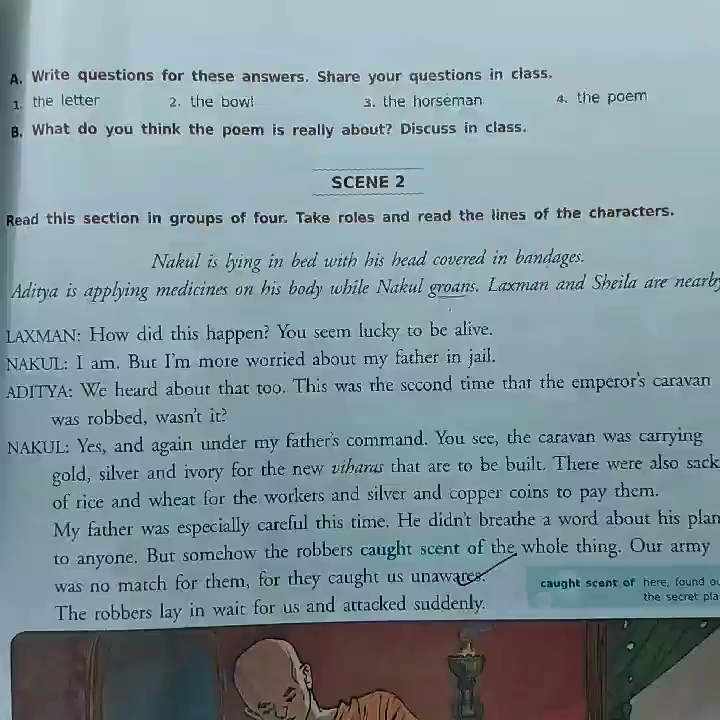 A. Write questions for these answers. Share your questions in class.
1. the letter 2. the bowl 3. the horseman 4. the poem
B. What do you think the poem is really about? Discuss in class.
SCENE 2
Read this section in groups of four. Take roles and read the lines of the characters.
Nakul is lying in bed with his head covered in bandages.
Aditya is applying medicines on his body while Nakul groans. Laxman and Sheila are nearby
LAXMAN: How did this happen? You seem lucky to be alive.
NAKUL: I am. But I'm more worried about my father in jail.
ADITYA: We heard about that too. This was the second time that the emperor's caravan
was robbed, wasn't it?
NAKUL: Yes, and again under my father's command. You see, the caravan was carrying
gold, silver and ivory for the new viharas that are to be built. There were also sack
of rice and wheat for the workers and silver and copper coins to pay them.
My father was especially careful this time. He didn't breathe a word about his plan
to anyone. But somehow the robbers caught scent of the whole thing. Our army
was no match for them, for they caught us unawares.
The robbers lay in wait for us and attacked suddenly.
caught scent of here, found ou
the secret pla